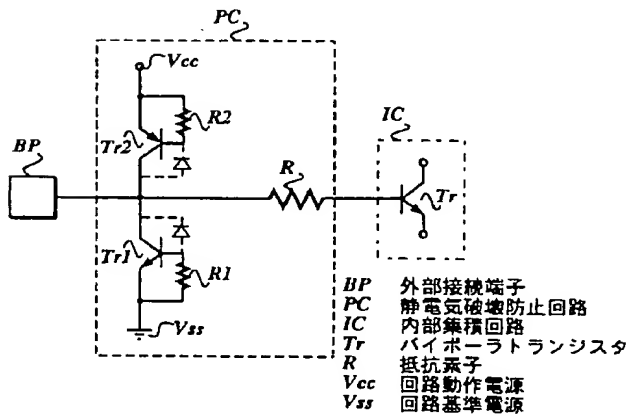 PC
Vcc
R2
IC
BP
Tr2
R
Tr
Tr1
R1
Vss
BP 外部接続端子
PC 静電気破壊防止回路
IC 内部集積回路
Tr バイポーラトランジスタ
R 抵抗素子
Vcc 回路動作電源
Vss 回路基準電源